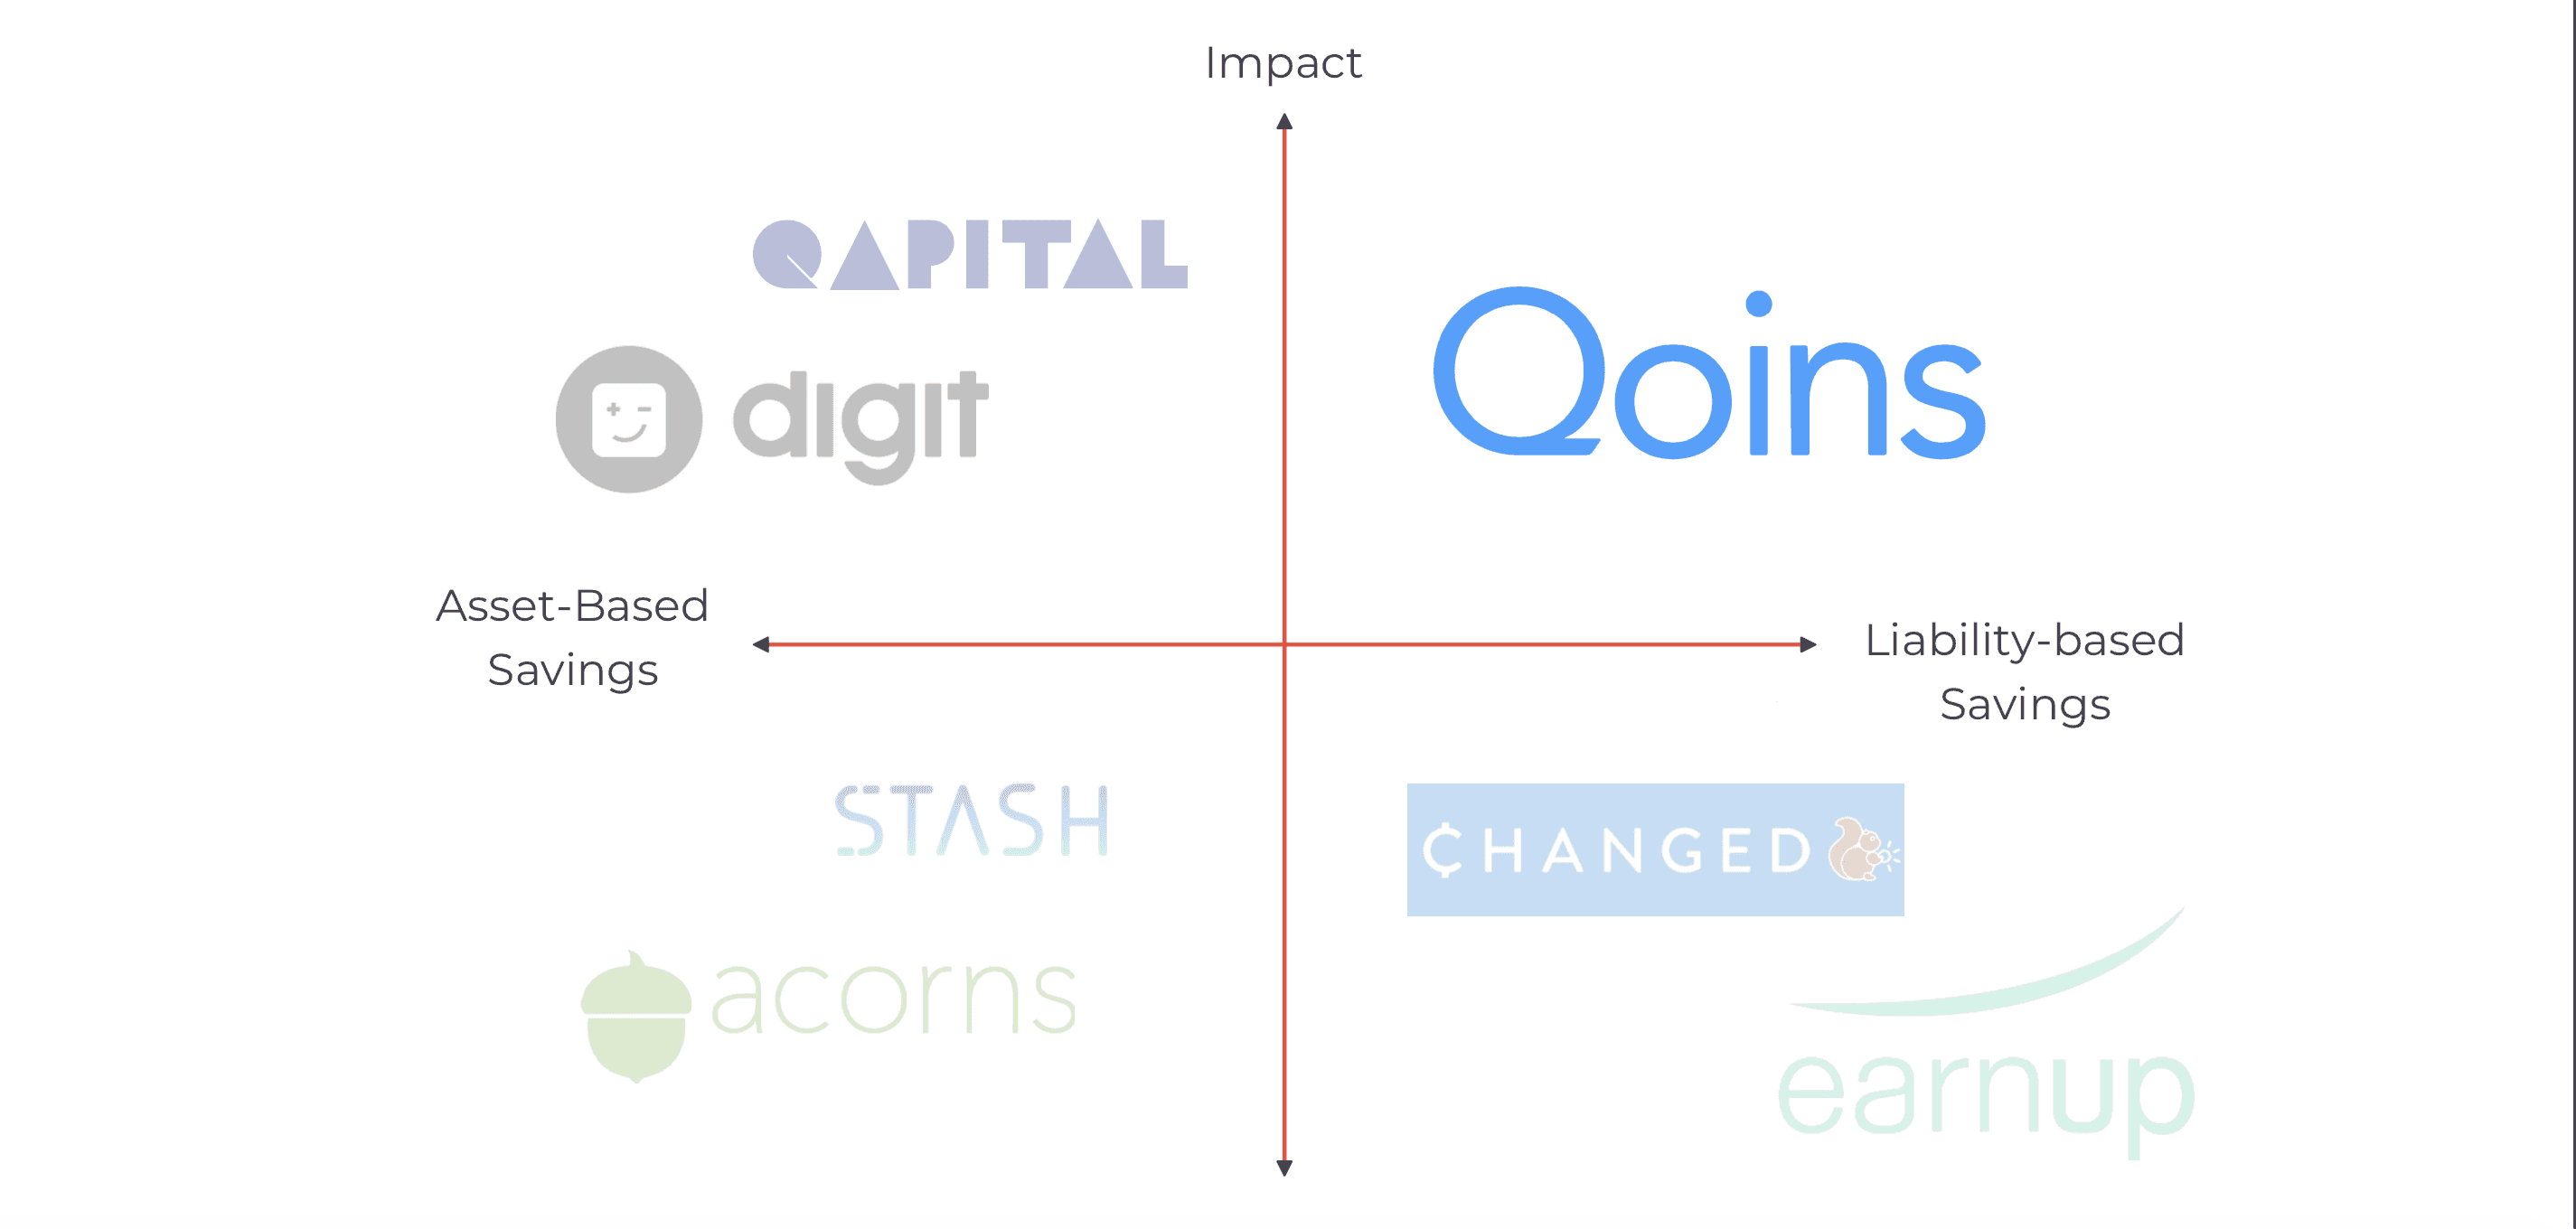 Impact
QAPITAL
Qoins
digit
Asset-Based
Savings
Liability-based
Savings
STASH
CHANGED
acorns
earnup